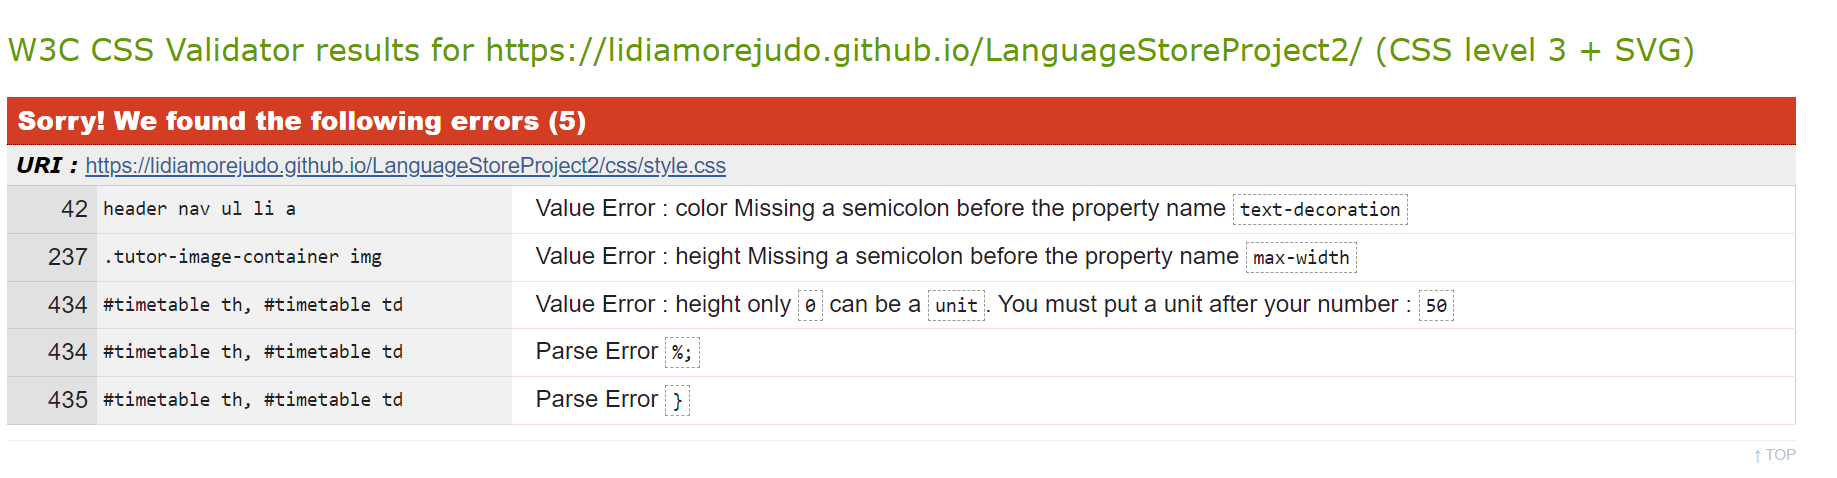 W3C CSS Validator results for https://lidiamorejudo.github.io/LanguageStoreProject2/ (CSS level 3 + SVG)
Sorry! We found the following errors (5)
URI : https://lidiamorejudo.github.io/LanguageStoreProject2/css/style.css
42 header nav ul li a Value Error : color Missing a semicolon before the property name text-decoration
237 .tutor-image-container img Value Error : height Missing a semicolon before the property name max-width
434 #timetable th, #timetable td Value Error : height only 0 can be a unit. You must put a unit after your number : 50
434 #timetable th, #timetable td Parse Error %;
435 #timetable th, #timetable td Parse Error }
↑ TOP